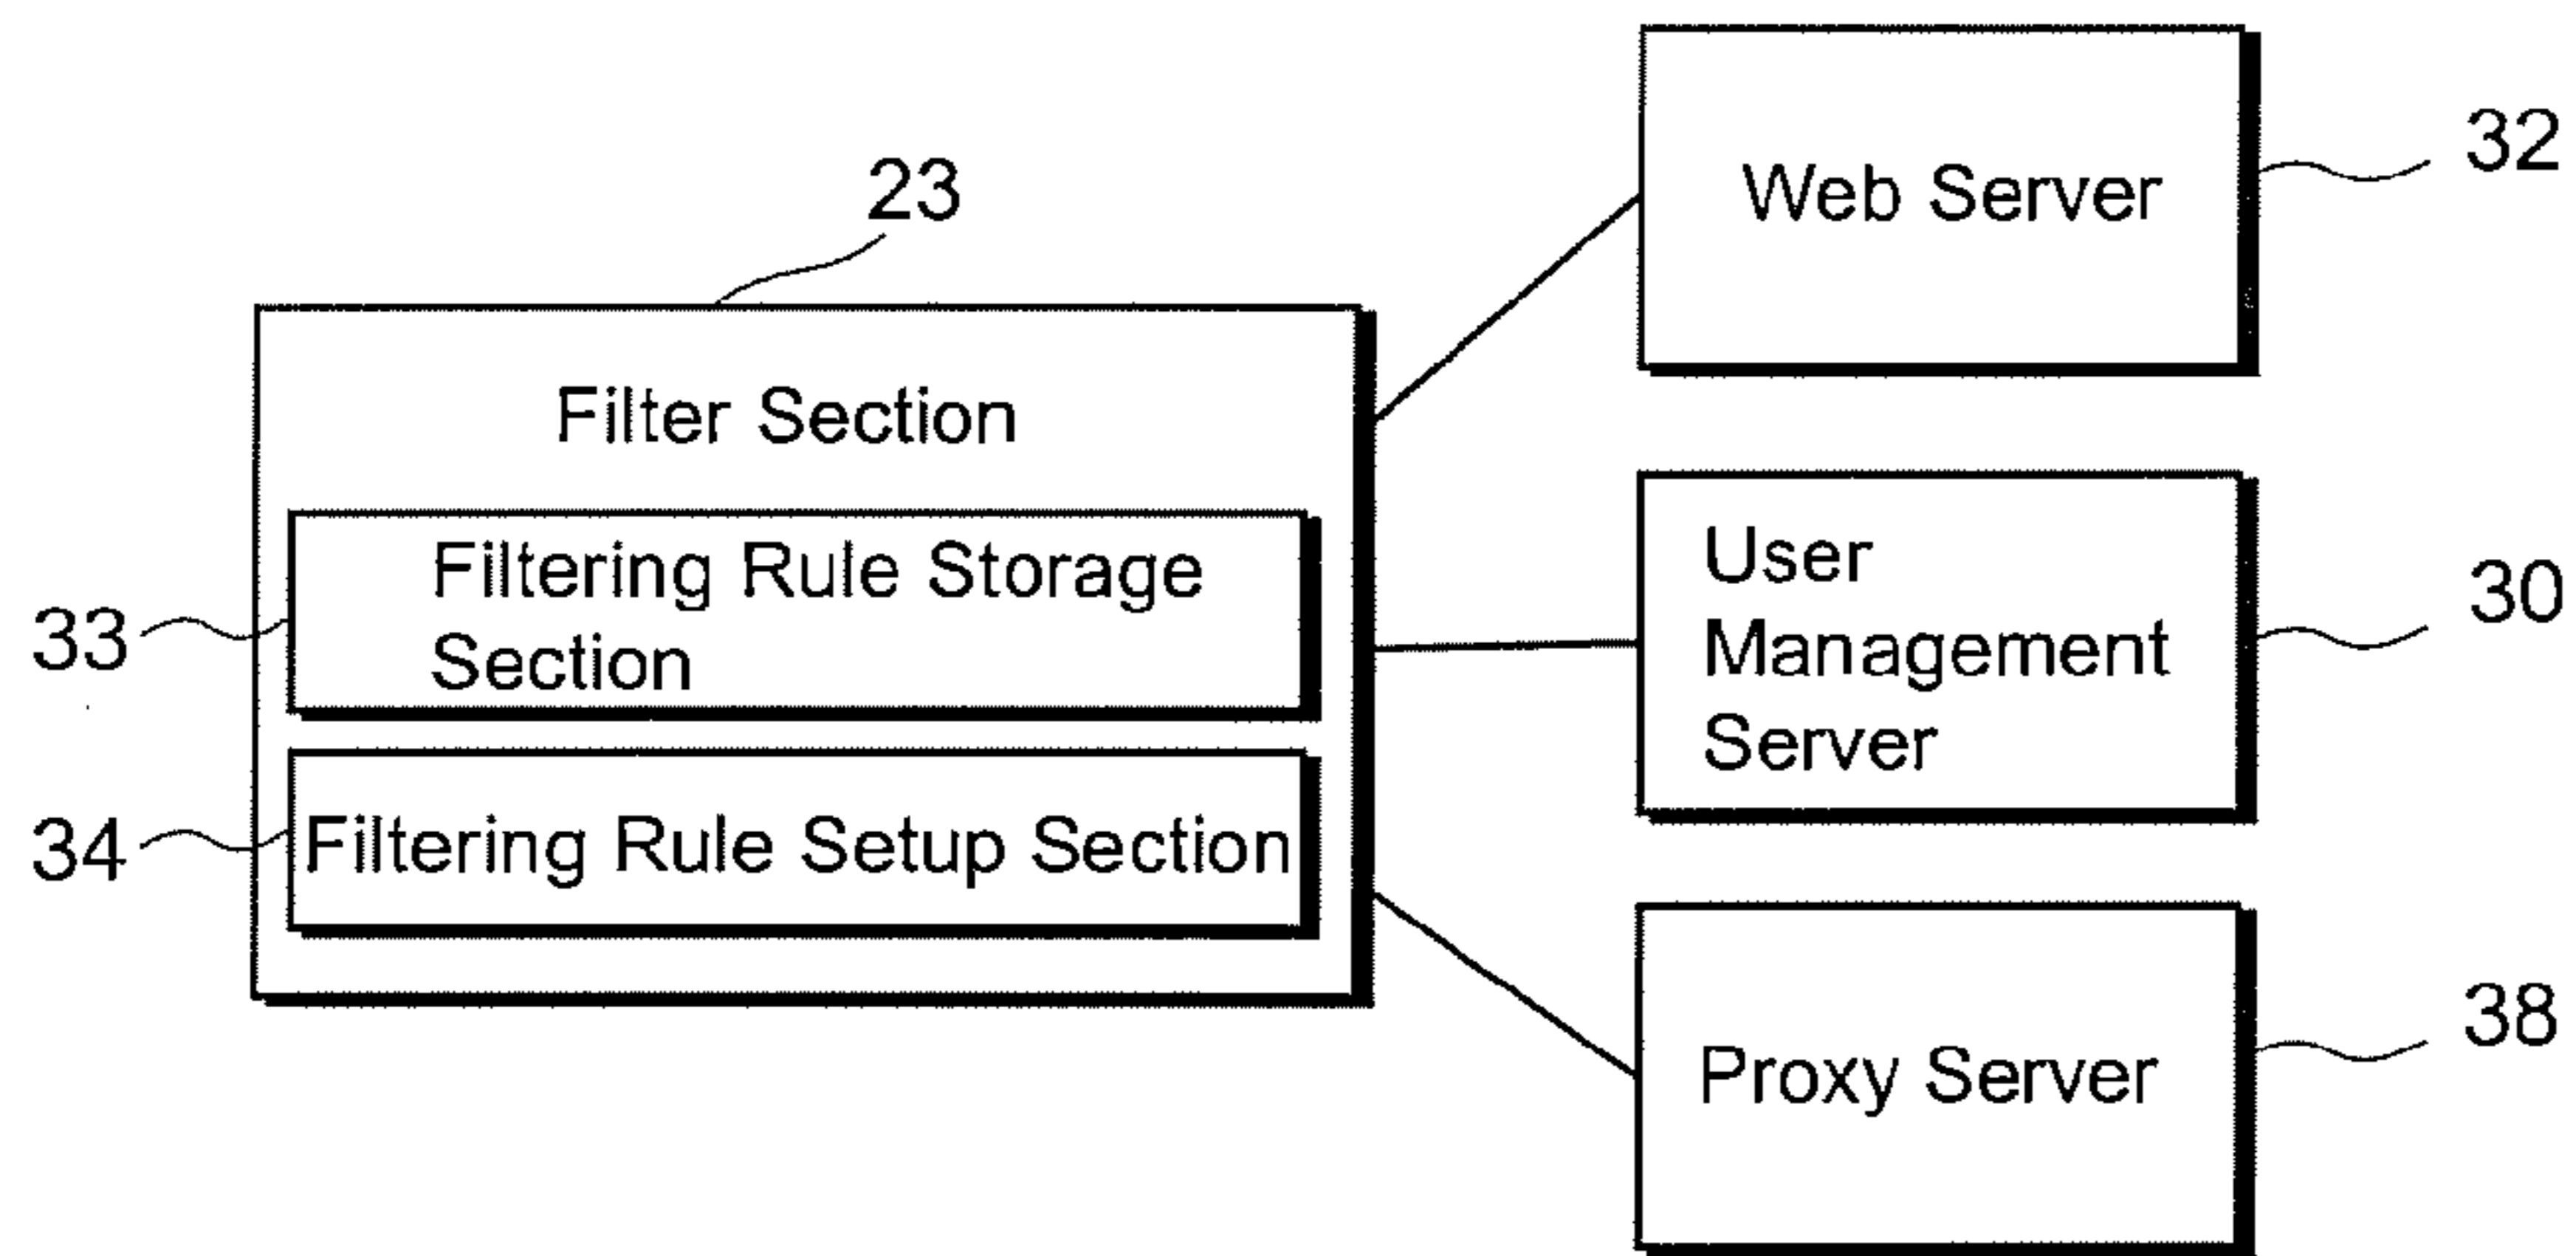 23
Filter Section
33
Filtering Rule Storage
Section
34
Filtering Rule Setup Section
Web Server
32
User
Management
Server
30
Proxy Server
38